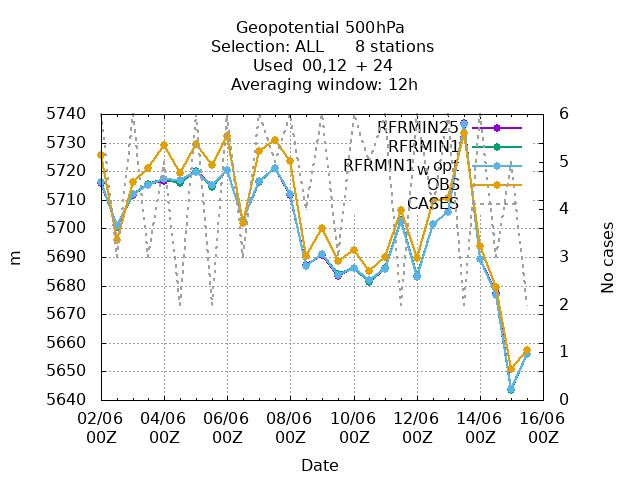 Geopotential 500hPa
Selection: ALL 8 stations
Used 00,12 + 24
Averaging window: 12h
5740
5730
5720
5710
5700
5690
5680
5670
5660
5650
5640
m
6
5
4
3
2
1
0
No cases
RFRMIN25
RFRMIN1
RFRMIN1w opt
OBS
CASES
02/06 04/06 06/06 08/06 10/06 12/06 14/06 16/06
00Z 00Z 00Z 00Z 00Z 00Z 00Z 00Z
Date